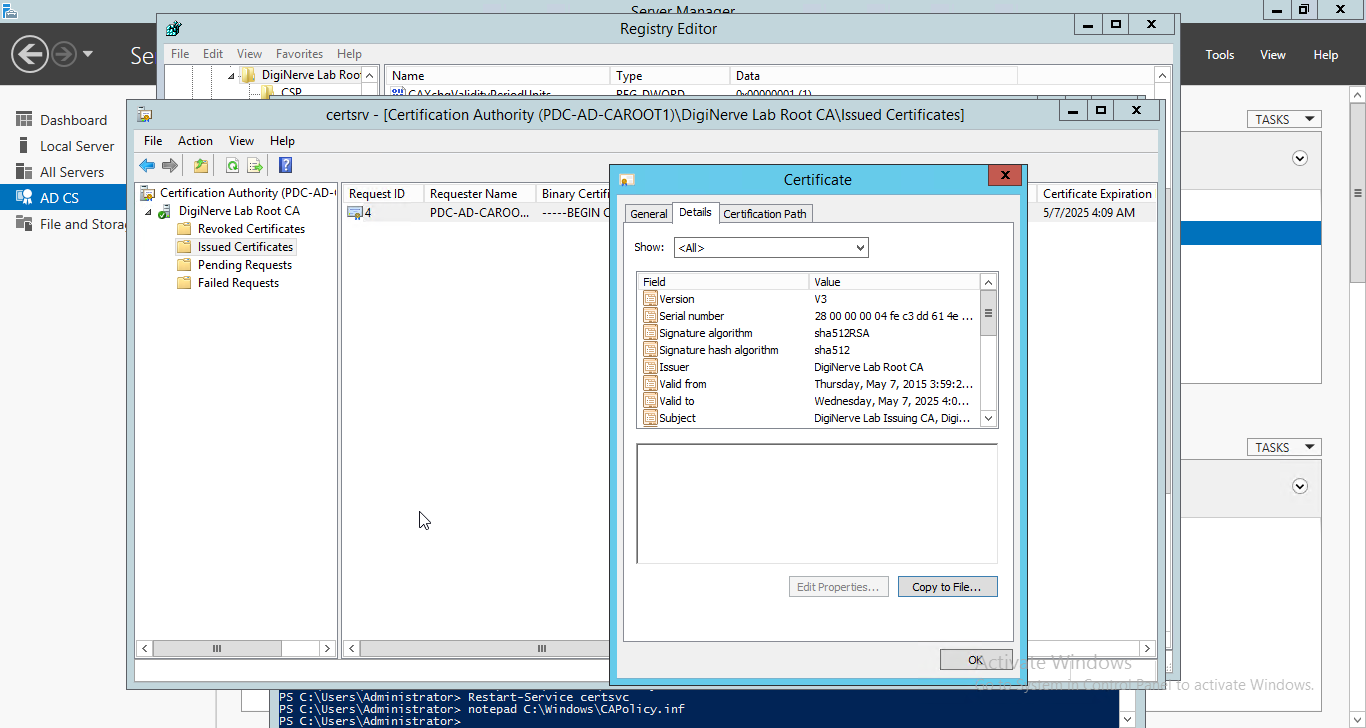 Server Manager
Registry Editor
File Edit View Favorites Help
Tools View Help
DigiNerve Lab Root
Name Type Data
CSP
CAXchgValidityPeriodUnits REG_DWORD 0x00000001 (1)
certsrv - [Certification Authority (PDC-AD-CAROOT1)\DigiNerve Lab Root CA\Issued Certificates]
File Action View Help
Dashboard
Local Server
All Servers
AD CS
File and Stora
TASKS
Certification Authority (PDC-AD-
DigiNerve Lab Root CA
Revoked Certificates
Issued Certificates
Pending Requests
Failed Requests
Request ID Requester Name Binary Certifi Certificate Expiration
4 PDC-AD-CAROO... -----BEGIN C 5/7/2025 4:09 AM
Certificate
General Details Certification Path
Show: <All>
Field Value
Version V3
Serial number 28 00 00 00 04 fe c3 dd 61 4e ...
Signature algorithm sha512RSA
Signature hash algorithm sha512
Issuer DigiNerve Lab Root CA
Valid from Thursday, May 7, 2015 3:59:2...
Valid to Wednesday, May 7, 2025 4:0...
Subject DigiNerve Lab Issuing CA, Digi...
TASKS
Edit Properties... Copy to File...
OK
Activate Windows
Go to System in Control Panel to activate Windows.
PS C:\Users\Administrator> Restart-Service certsvc
PS C:\Users\Administrator> notepad C:\Windows\CAPolicy.inf
PS C:\Users\Administrator>